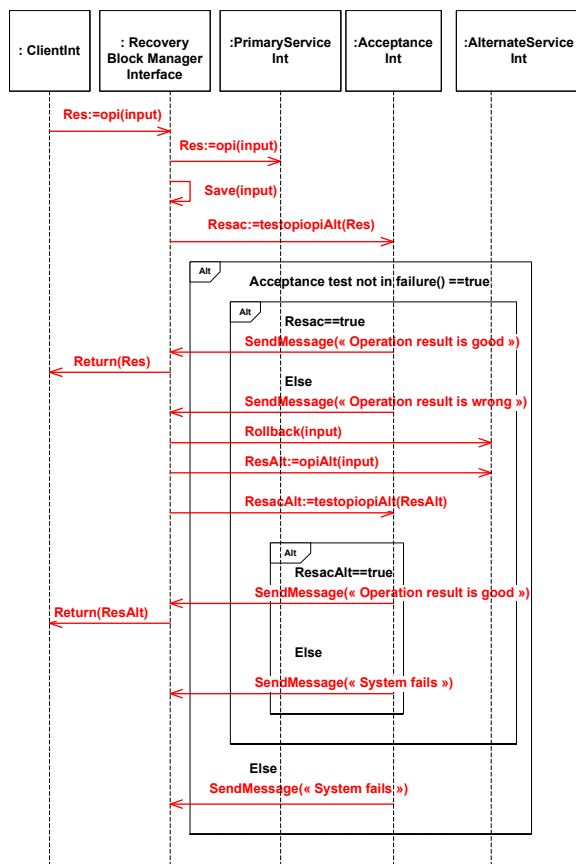 : ClientInt
: Recovery
Block Manager
Interface
:PrimaryService
Int
:Acceptance
Int
:AlternateService
Int
Res:=opi(input)
Res:=opi(input)
Save(input)
Resac:=testopiopiAlt(Res)
Alt
Acceptance test not in failure() ==true
Alt
Resac==true
SendMessage(« Operation result is good »)
Return(Res)
Else
SendMessage(« Operation result is wrong »)
Rollback(input)
ResAlt:=opiAlt(input)
ResacAlt:=testopiopiAlt(ResAlt)
Alt
ResacAlt==true
SendMessage(« Operation result is good »)
Return(ResAlt)
Else
SendMessage(« System fails »)
Else
SendMessage(« System fails »)